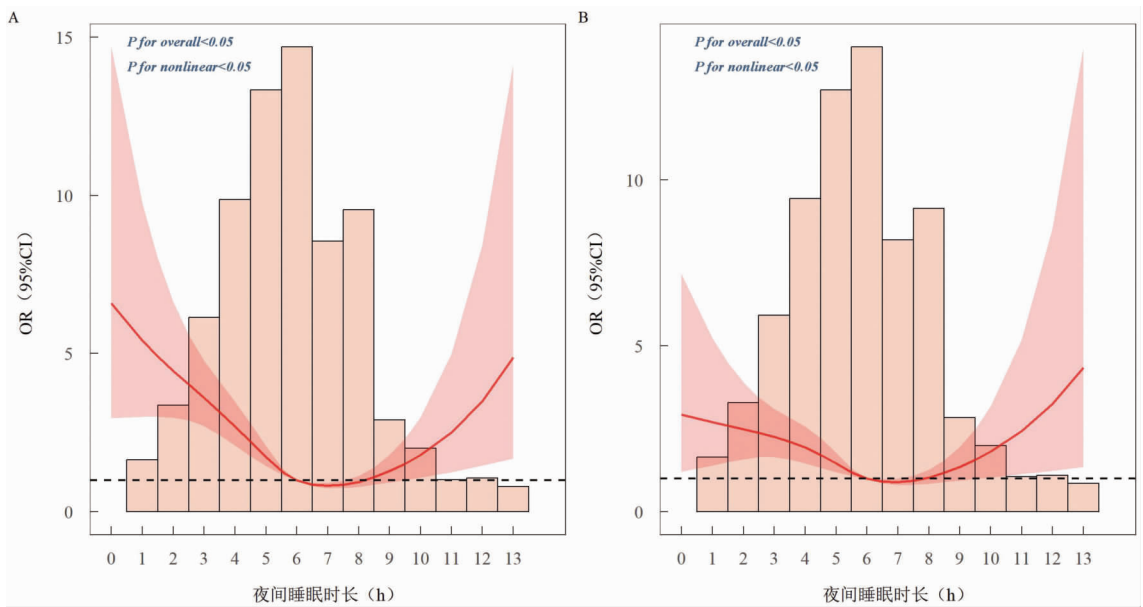 A
P for overall<0.05
P for nonlinear<0.05
OR（95%CI）
15
10
5
0
0 1 2 3 4 5 6 7 8 9 10 11 12 13
夜间睡眠时长（h）
B
P for overall<0.05
P for nonlinear<0.05
OR（95%CI）
10
5
0
0 1 2 3 4 5 6 7 8 9 10 11 12 13
夜间睡眠时长（h）